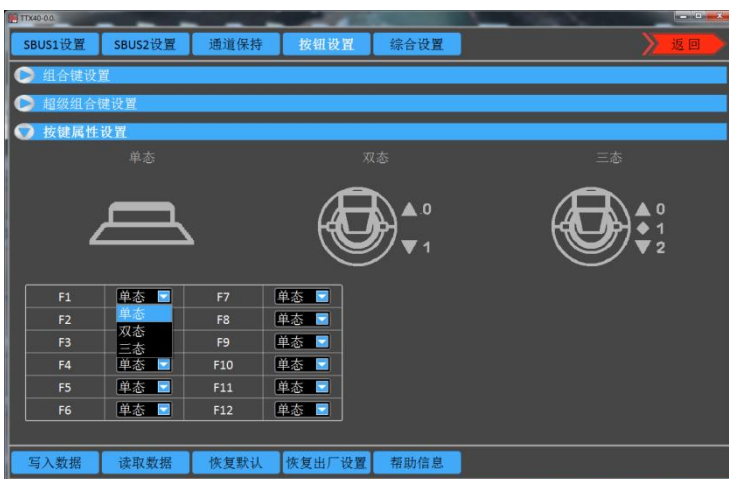 TTX40-0.0
SBUS1设置 SBUS2设置 通道保持 按钮设置 综合设置 返回
组合键设置
超级组合键设置
按键属性设置
单态 双态 三态
0 0
1
1 2
F1 单态 F7 单态
单态
F2 F8 单态
双态
F3 F9 单态
三态
F4 单态 F10 单态
F5 单态 F11 单态
F6 单态 F12 单态
写入数据 读取数据 恢复默认 恢复出厂设置 帮助信息